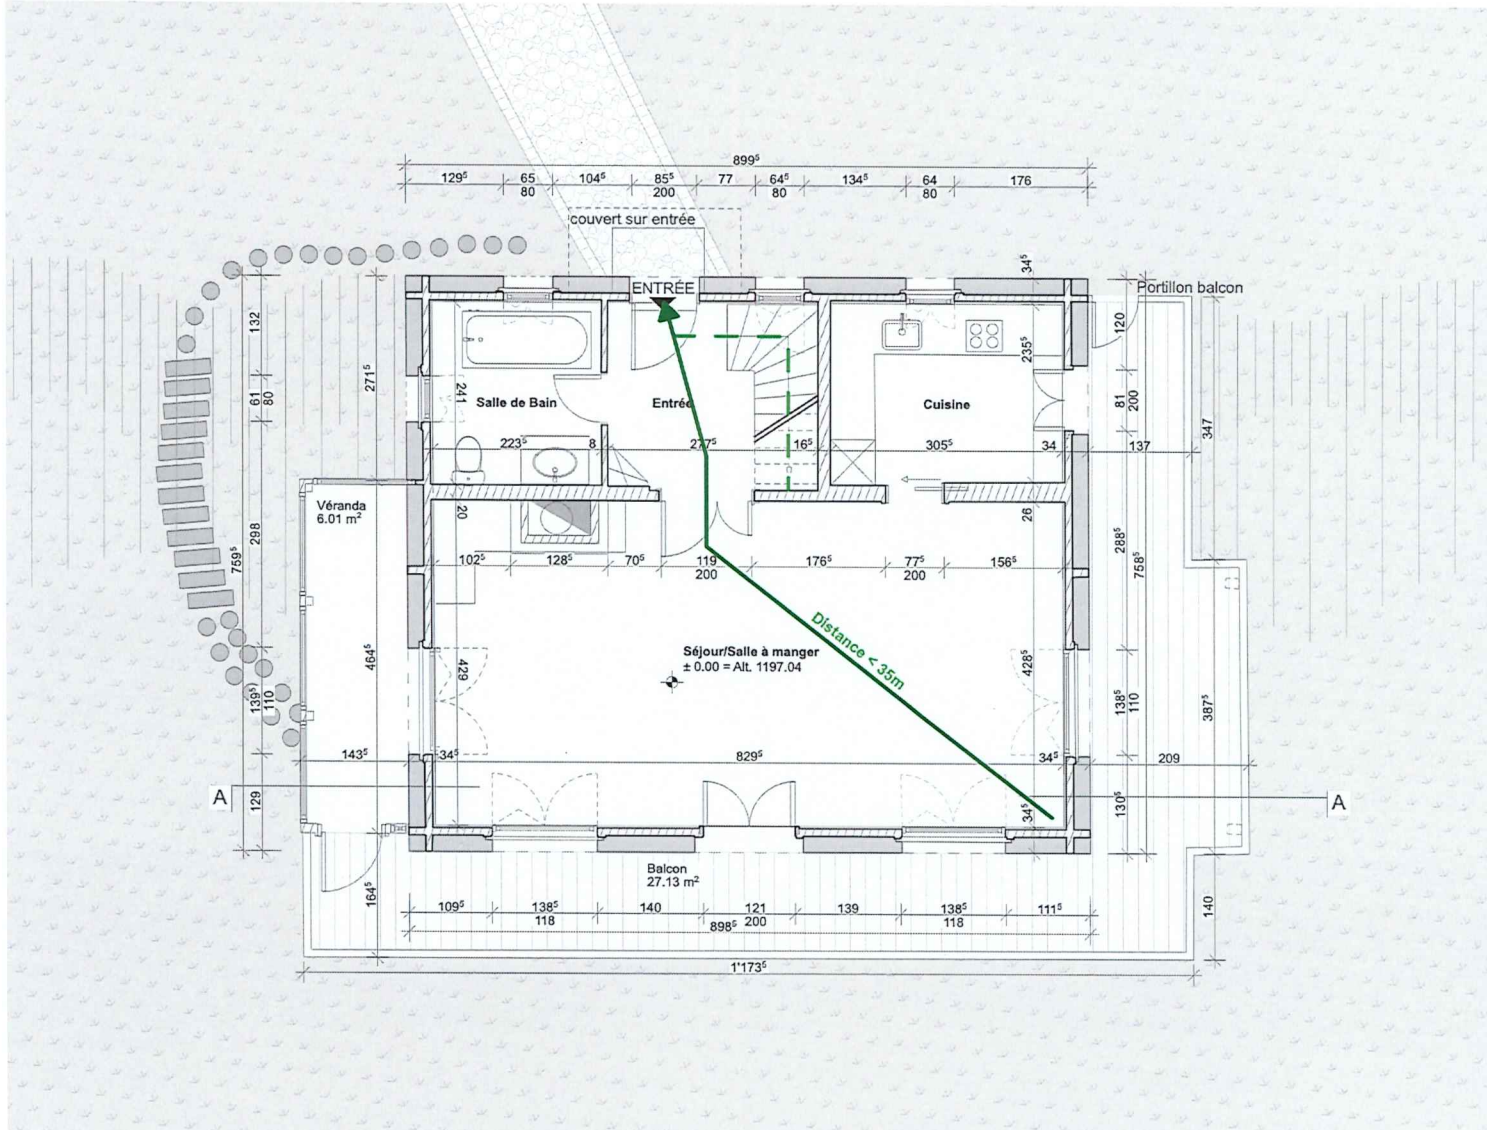 899⁵
129⁵ 65 104⁵ 85⁵ 77 64⁵ 134⁵ 64 176
80 200 80 80
couvert sur entrée
34⁵
ENTRÉE
Portillon balcon
132
120
235⁵
271⁵
61
80
241
Salle de Bain
Entrée
Cuisine
81
200
347
223⁵ 8 277⁵ 16⁵ 305⁵ 34 137
Véranda
6.01 m²
20
26
298
759⁵
288⁵
758⁵
102⁵ 128⁵ 70⁵ 119 176⁵ 77⁵ 156⁵
200 200
Distance < 35m
Séjour/Salle à manger
± 0.00 = Alt. 1197.04
464⁵
429
428⁵
(139⁵)
110
138⁵
110
387⁵
143⁵ 34⁵ 829⁵ 34⁵ 209
A
A
129
34⁵
130⁵
Balcon
27.13 m²
164⁵
140
109⁵ 138⁵ 140 121 139 138⁵ 111⁵
118 200 118
898⁵
1'173⁵